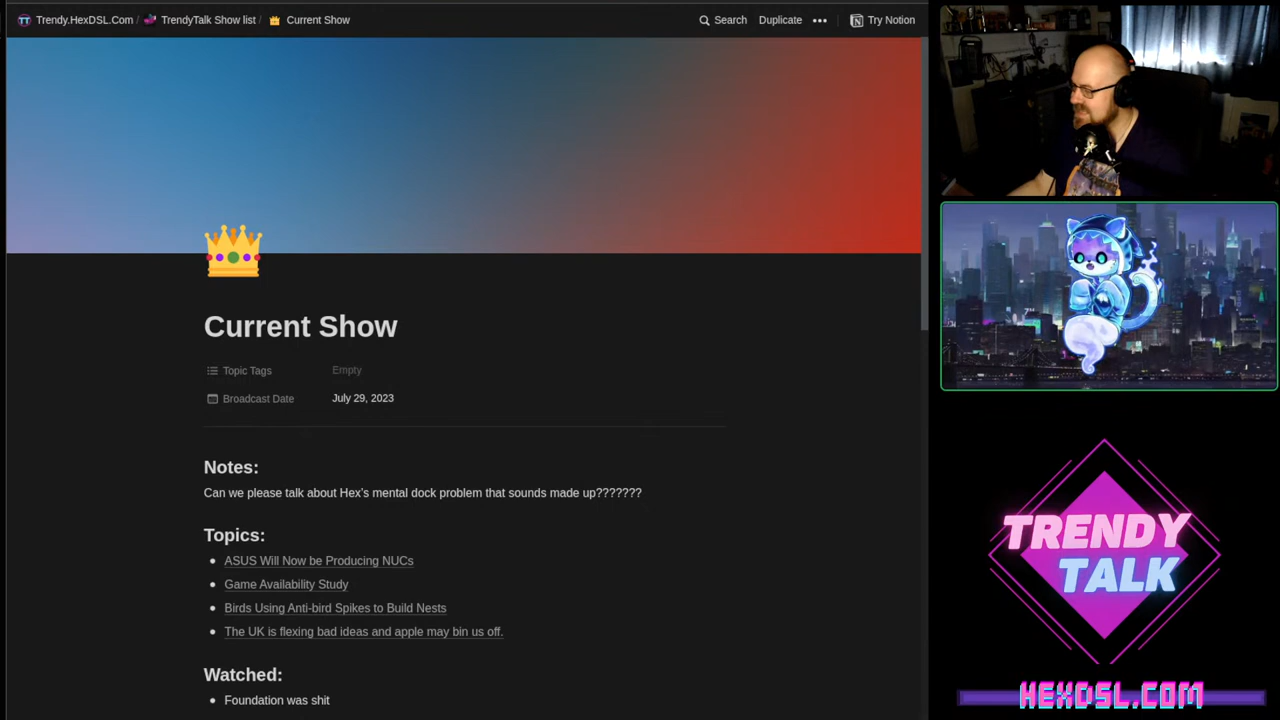 Trendy.HexDSL.Com / TrendyTalk Show list / Current Show
Search Duplicate ••• Try Notion
Current Show
Topic Tags Empty
Broadcast Date July 29, 2023
Notes:
Can we please talk about Hex's mental dock problem that sounds made up???????
Topics:
• ASUS Will Now be Producing NUCs
• Game Availability Study
• Birds Using Anti-bird Spikes to Build Nests
• The UK is flexing bad ideas and apple may bin us off.
Watched:
• Foundation was shit
TRENDY
TALK
HEXDSL.COM